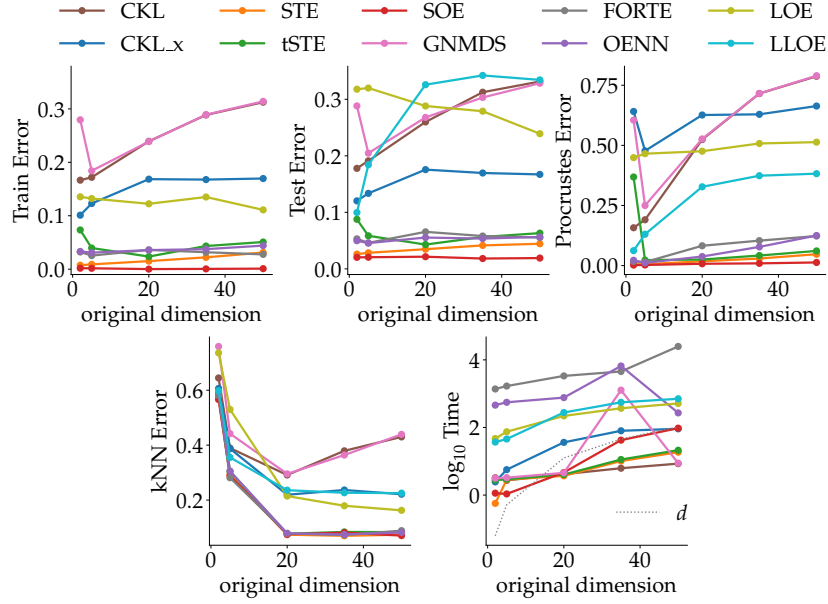 CKL STE SOE FORTE LOE
CKL_x tSTE GNMDS OENN LLOE
Train Error
0.3
0.2
0.1
0.0
0 20 40
original dimension
Test Error
0.3
0.2
0.1
0.0
0 20 40
original dimension
Procrustes Error
0.75
0.50
0.25
0.00
0 20 40
original dimension
kNN Error
0.6
0.4
0.2
0 20 40
original dimension
log₁₀ Time
4
2
0
d
0 20 40
original dimension